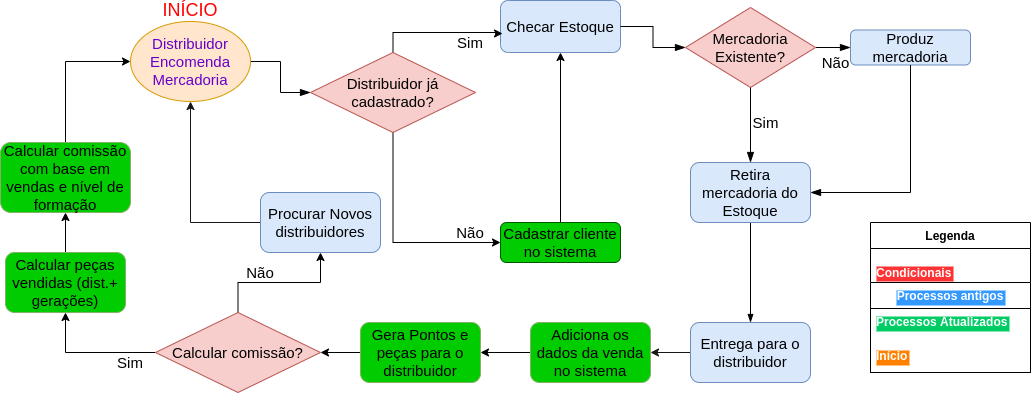 INÍCIO
Distribuidor
Encomenda
Mercadoria
Distribuidor já
cadastrado?
Sim
Não
Checar Estoque
Cadastrar cliente
no sistema
Mercadoria
Existente?
Não
Sim
Produz
mercadoria
Retira
mercadoria do
Estoque
Entrega para o
distribuidor
Adiciona os
dados da venda
no sistema
Gera Pontos e
peças para o
distribuidor
Calcular comissão?
Não
Sim
Procurar Novos
distribuidores
Calcular peças
vendidas (dist.+
gerações)
Calcular comissão
com base em
vendas e nível de
formação
Legenda
Condicionais
Processos antigos
Processos Atualizados
Início